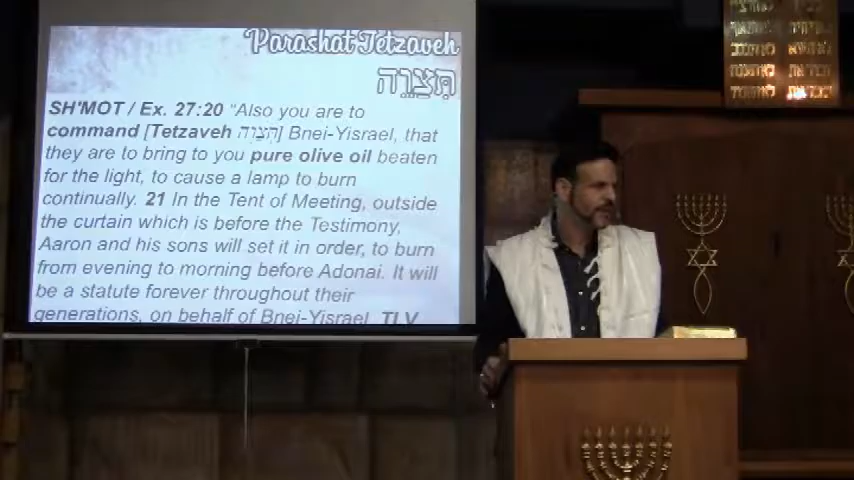 Parashat Tetzaveh
תְּצַוֶּה
SH'MOT / Ex. 27:20 "Also you are to
command [Tetzaveh תְּצַוֶּה] Bnei-Yisrael, that
they are to bring to you pure olive oil beaten
for the light, to cause a lamp to burn
continually. 21 In the Tent of Meeting, outside
the curtain which is before the Testimony,
Aaron and his sons will set it in order, to burn
from evening to morning before Adonai. It will
be a statute forever throughout their
generations, on behalf of Bnei-Yisrael. TLV